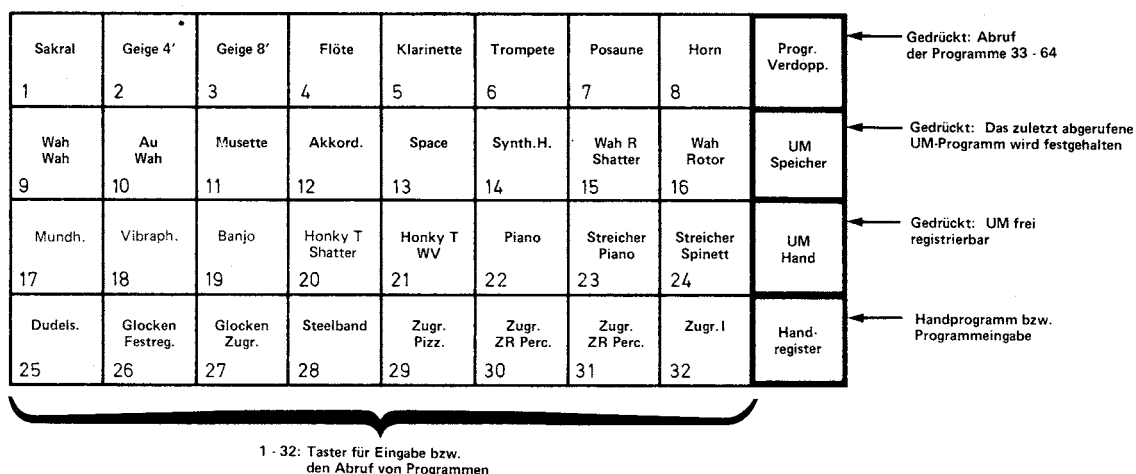 Sakral
1
Geige 4'
2
Geige 8'
3
Flöte
4
Klarinette
5
Trompete
6
Posaune
7
Horn
8
Progr.
Verdopp.
Gedrückt: Abruf
der Programme 33 - 64
Wah
Wah
9
Au
Wah
10
Musette
11
Akkord.
12
Space
13
Synth.H.
14
Wah R
Shatter
15
Wah
Rotor
16
UM
Speicher
Gedrückt: Das zuletzt abgerufene
UM-Programm wird festgehalten
Mundh.
17
Vibraph.
18
Banjo
19
Honky T
Shatter
20
Honky T
WV
21
Piano
22
Streicher
Piano
23
Streicher
Spinett
24
UM
Hand
Gedrückt: UM frei
registrierbar
Dudels.
25
Glocken
Festreg.
26
Glocken
Zugr.
27
Steelband
28
Zugr.
Pizz.
29
Zugr.
ZR Perc.
30
Zugr.
ZR Perc.
31
Zugr. I
32
Hand-
register
Handprogramm bzw.
Programmeingabe
1 - 32: Taster für Eingabe bzw.
den Abruf von Programmen